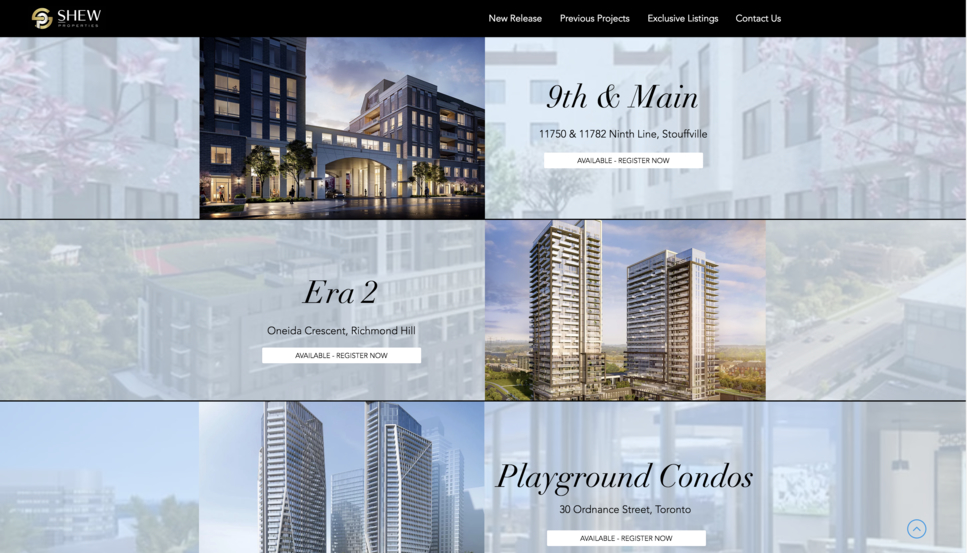 SHEW
PROPERTIES
New Release
Previous Projects
Exclusive Listings
Contact Us
9th & Main
11750 & 11782 Ninth Line, Stouffville
AVAILABLE - REGISTER NOW
Era 2
Oneida Crescent, Richmond Hill
AVAILABLE - REGISTER NOW
Playground Condos
30 Ordnance Street, Toronto
AVAILABLE - REGISTER NOW